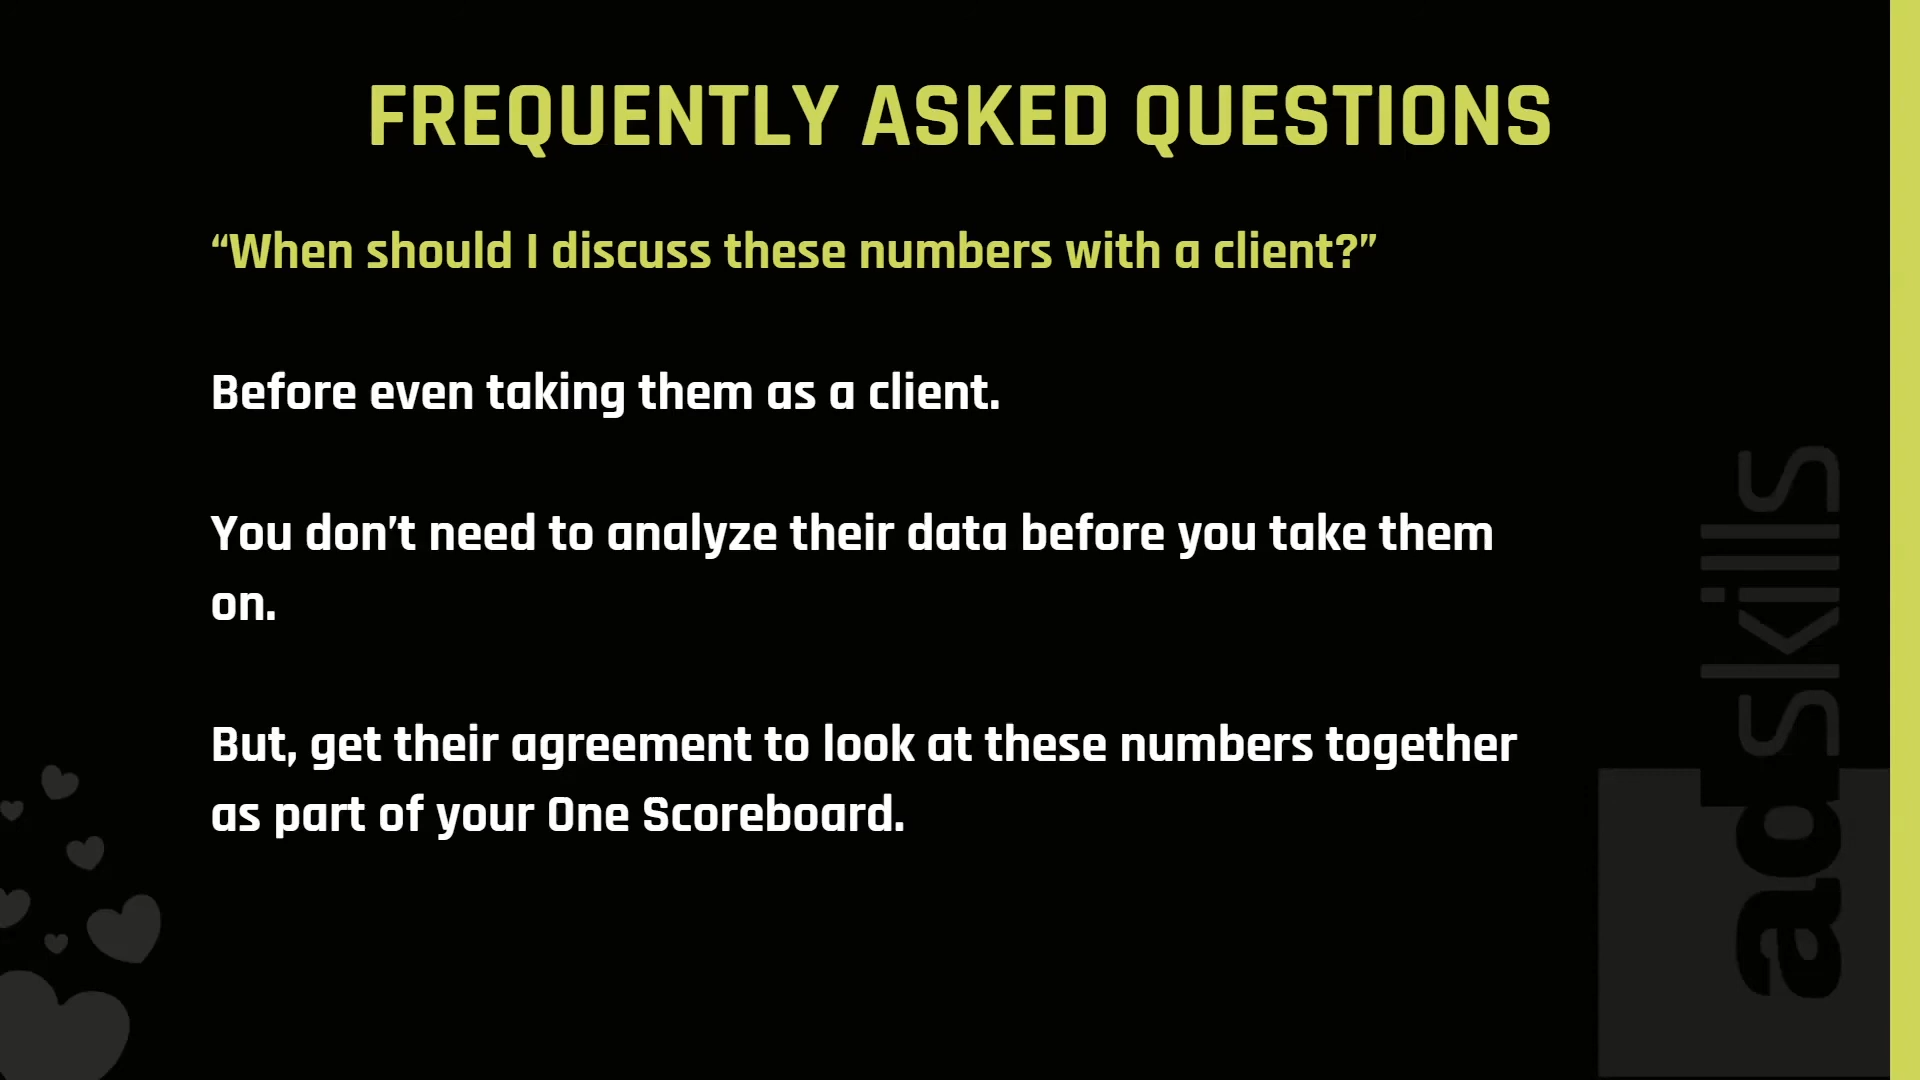 FREQUENTLY ASKED QUESTIONS
“When should I discuss these numbers with a client?”
Before even taking them as a client.
You don’t need to analyze their data before you take them
on.
But, get their agreement to look at these numbers together
as part of your One Scoreboard.
adskills